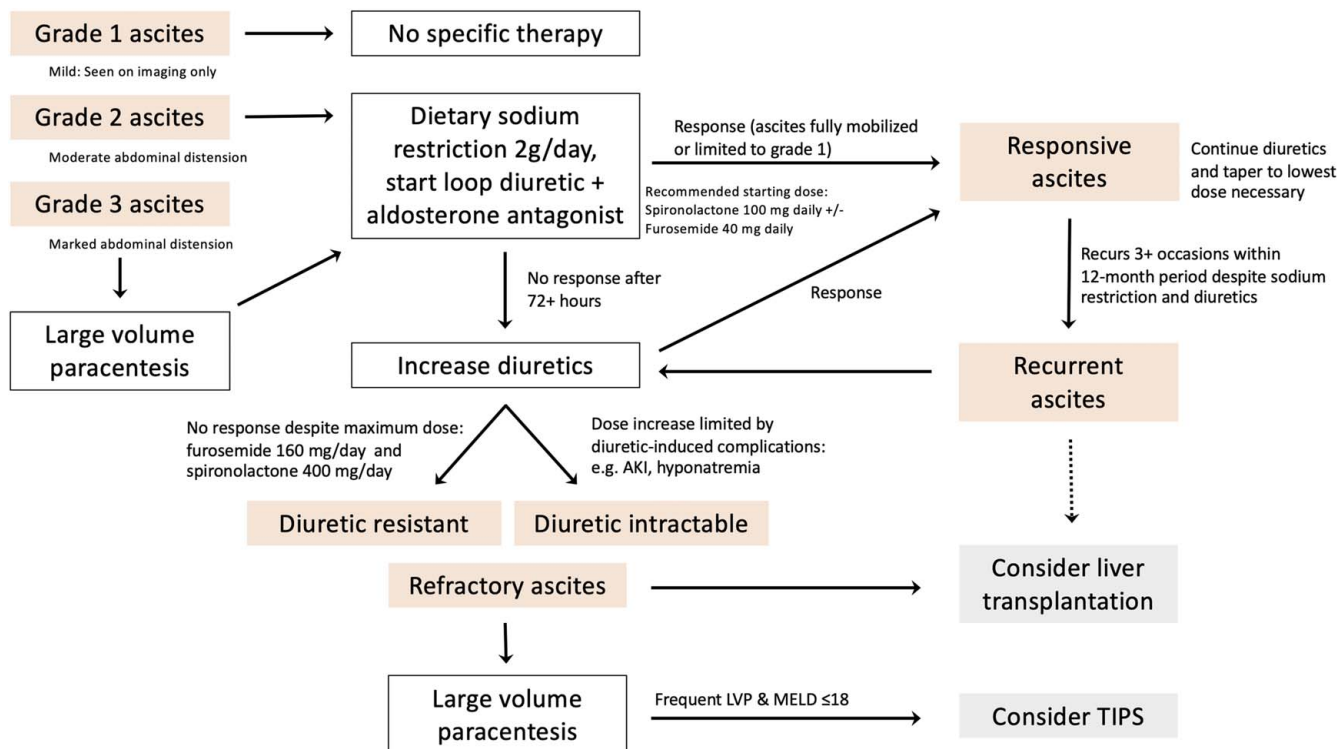 Grade 1 ascites
Mild: Seen on imaging only
No specific therapy
Grade 2 ascites
Moderate abdominal distension
Grade 3 ascites
Marked abdominal distension
Large volume
paracentesis
Dietary sodium
restriction 2g/day,
start loop diuretic +
aldosterone antagonist
Response (ascites fully mobilized
or limited to grade 1)
Recommended starting dose:
Spironolactone 100 mg daily +/-
Furosemide 40 mg daily
Responsive
ascites
Continue diuretics
and taper to lowest
dose necessary
No response after
72+ hours
Response
Recurs 3+ occasions within
12-month period despite sodium
restriction and diuretics
Increase diuretics
Recurrent
ascites
No response despite maximum dose:
furosemide 160 mg/day and
spironolactone 400 mg/day
Dose increase limited by
diuretic-induced complications:
e.g. AKI, hyponatremia
Diuretic resistant
Diuretic intractable
Refractory ascites
Consider liver
transplantation
Large volume
paracentesis
Frequent LVP & MELD ≤18
Consider TIPS